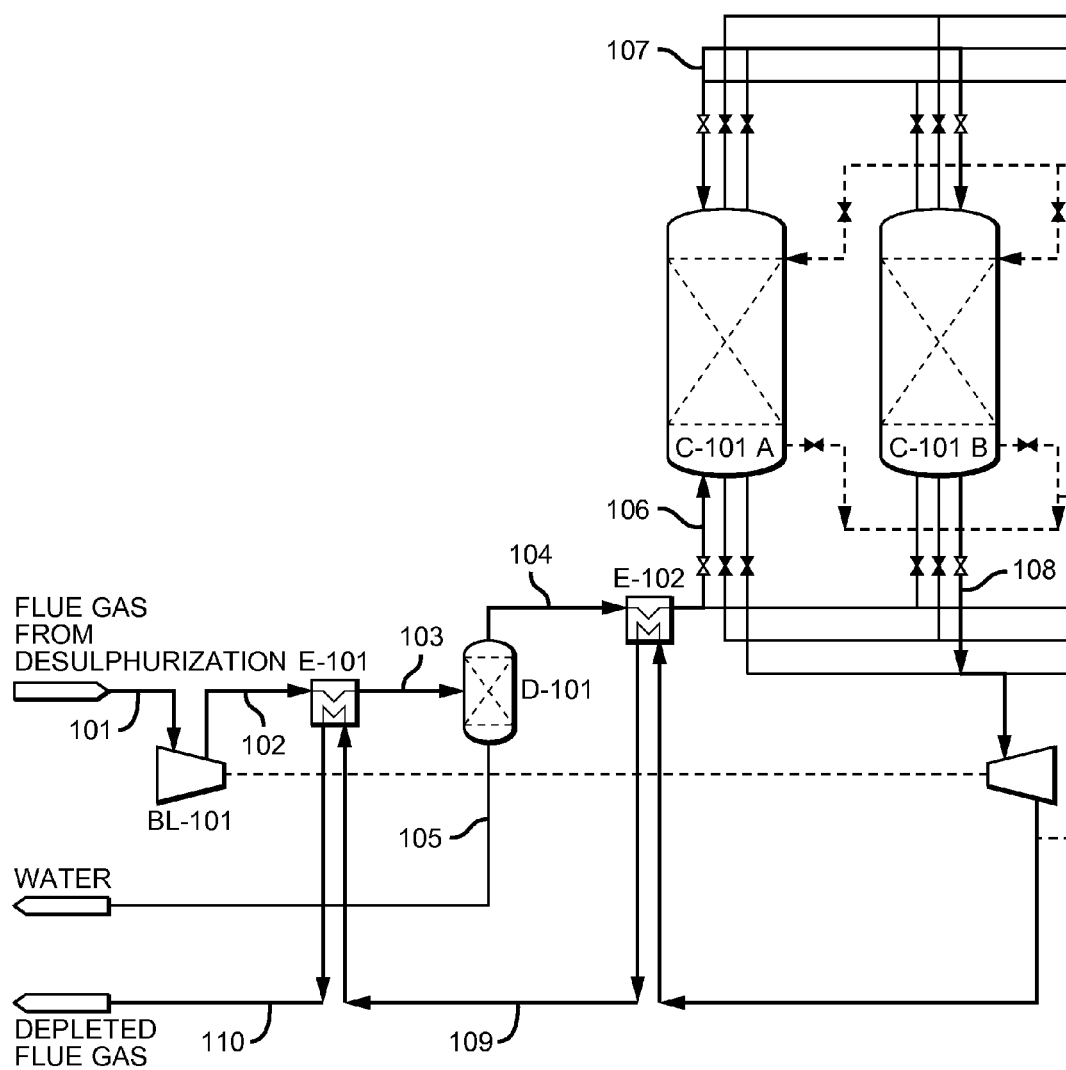 107
C-101 A
C-101 B
106
104
E-102
108
FLUE GAS
FROM
DESULPHURIZATION
E-101
103
D-101
101
102
BL-101
105
WATER
109
110
DEPLETED
FLUE GAS